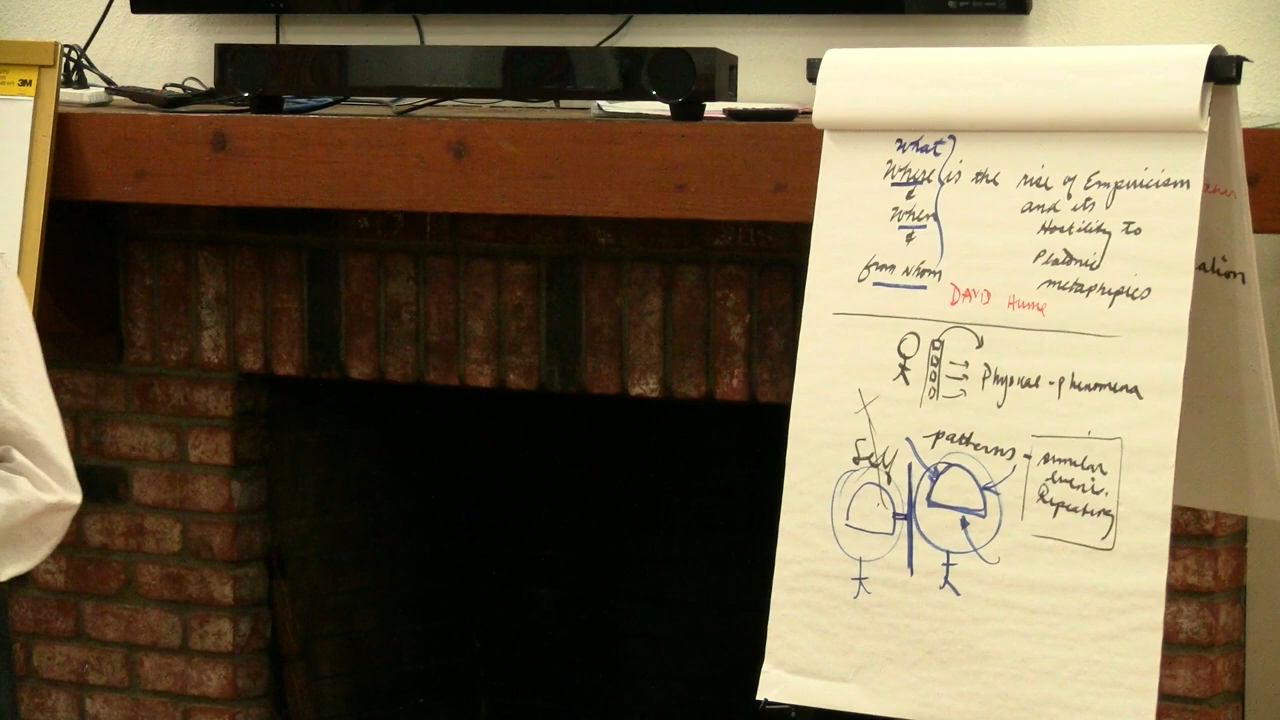 What
Where is the rise of Empiricism
&
and its
When
Hostility to
&
Platonic
from whom
metaphipics
DAVID Hume
Physical - phenomena
patterns - similar
Self
events.
Repeating
3M
ation